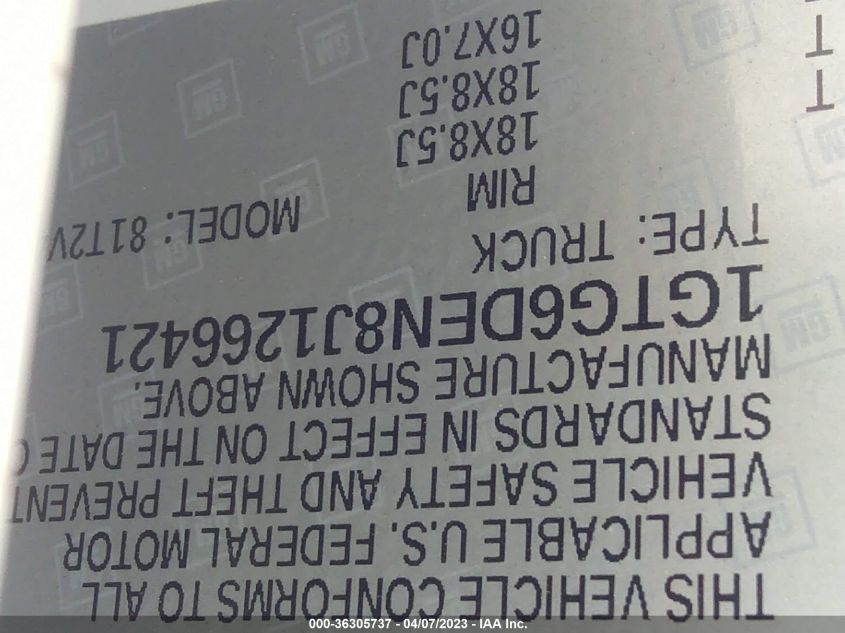 THIS VEHICLE CONFORMS TO ALL
APPLICABLE U.S. FEDERAL MOTOR
VEHICLE SAFETY AND THEFT PREVENT
STANDARDS IN EFFECT ON THE DATE O
MANUFACTURE SHOWN ABOVE.
1GTG6DEN8J1266421
TYPE: TRUCK MODEL: 81T2V
RIM
18X8.5J
T 18X8.5J
T 16X7.0J
GM
000-36305737 - 04/07/2023 - IAA Inc.